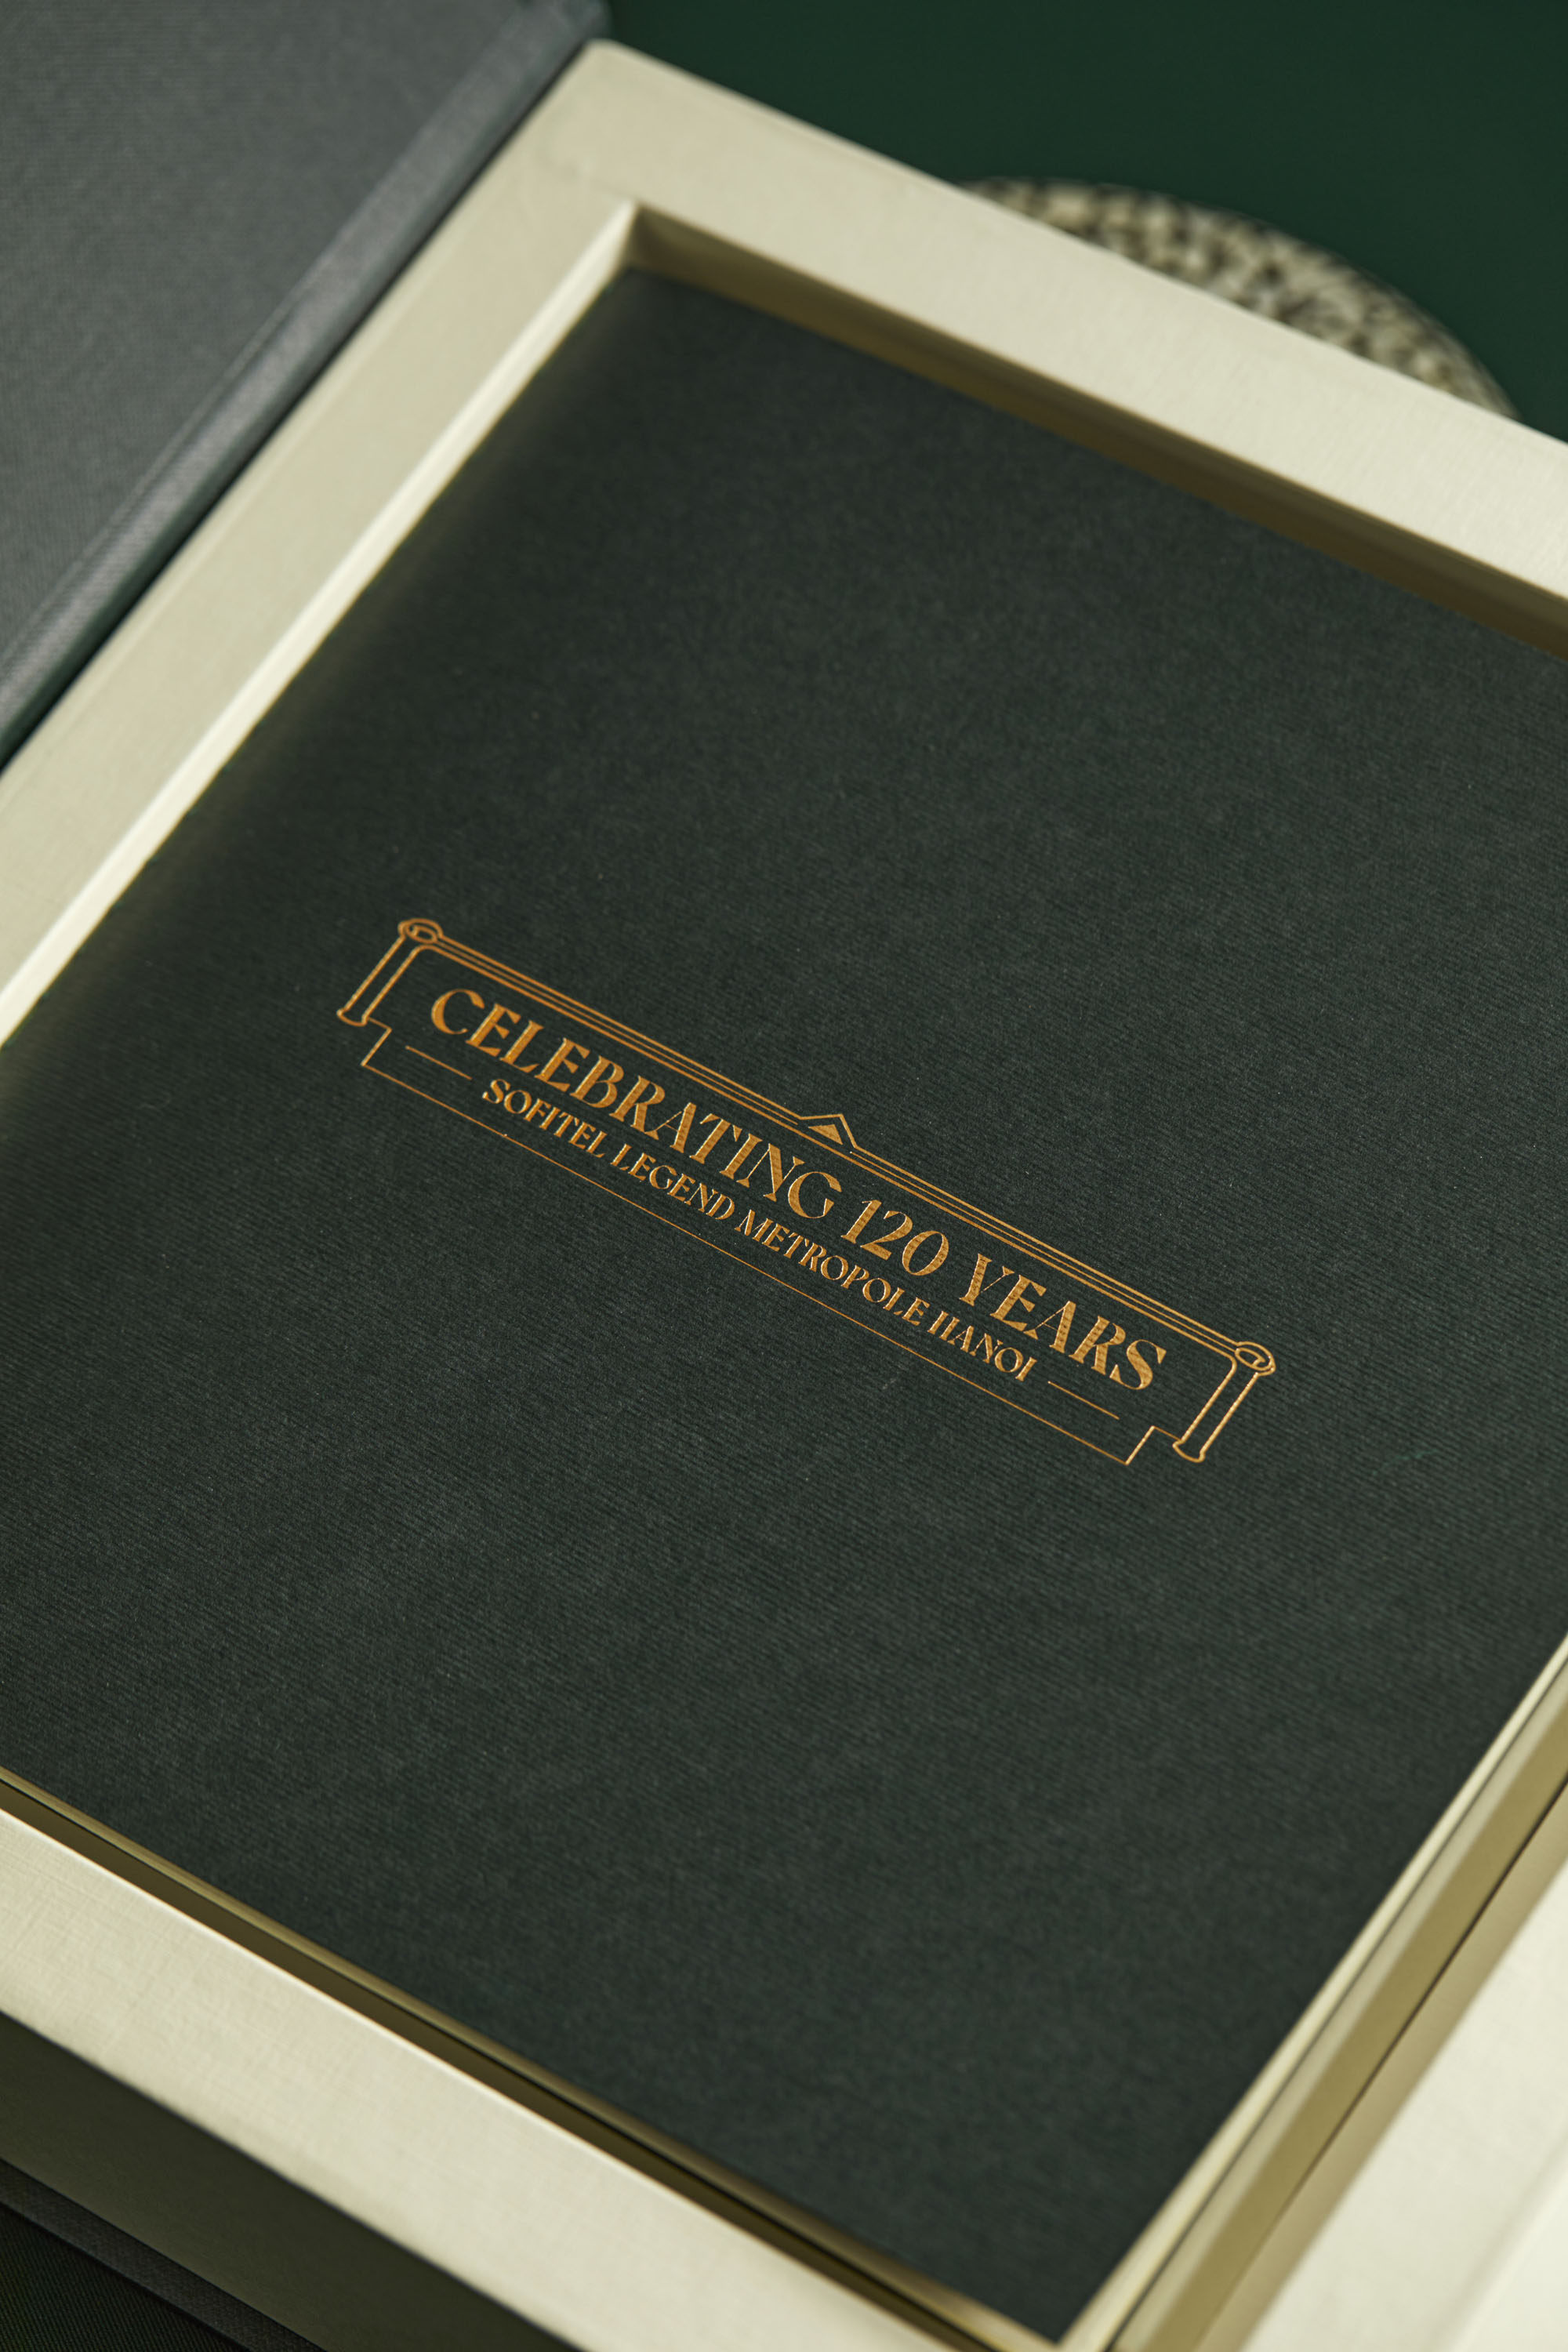 CELEBRATING 120 YEARS
SOFITEL LEGEND METROPOLE HANOI